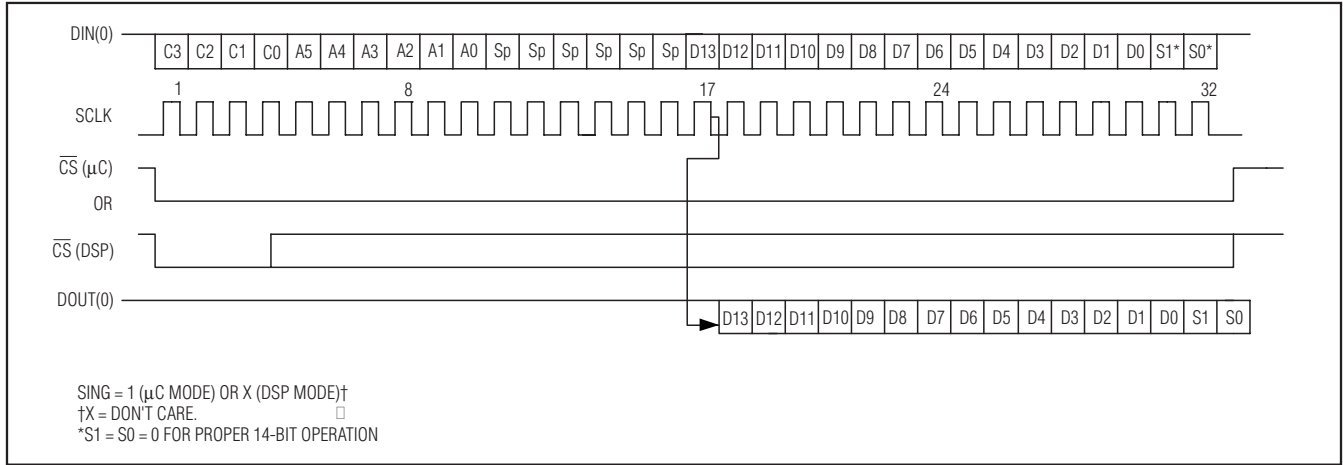 DIN(0) C3 C2 C1 C0 A5 A4 A3 A2 A1 A0 Sp Sp Sp Sp Sp Sp D13 D12 D11 D10 D9 D8 D7 D6 D5 D4 D3 D2 D1 D0 S1* S0*
1 8 17 24 32
SCLK
CS (μC)
OR
CS (DSP)
DOUT(0)
D13 D12 D11 D10 D9 D8 D7 D6 D5 D4 D3 D2 D1 D0 S1 S0
SING = 1 (μC MODE) OR X (DSP MODE)†
†X = DON'T CARE.
*S1 = S0 = 0 FOR PROPER 14-BIT OPERATION